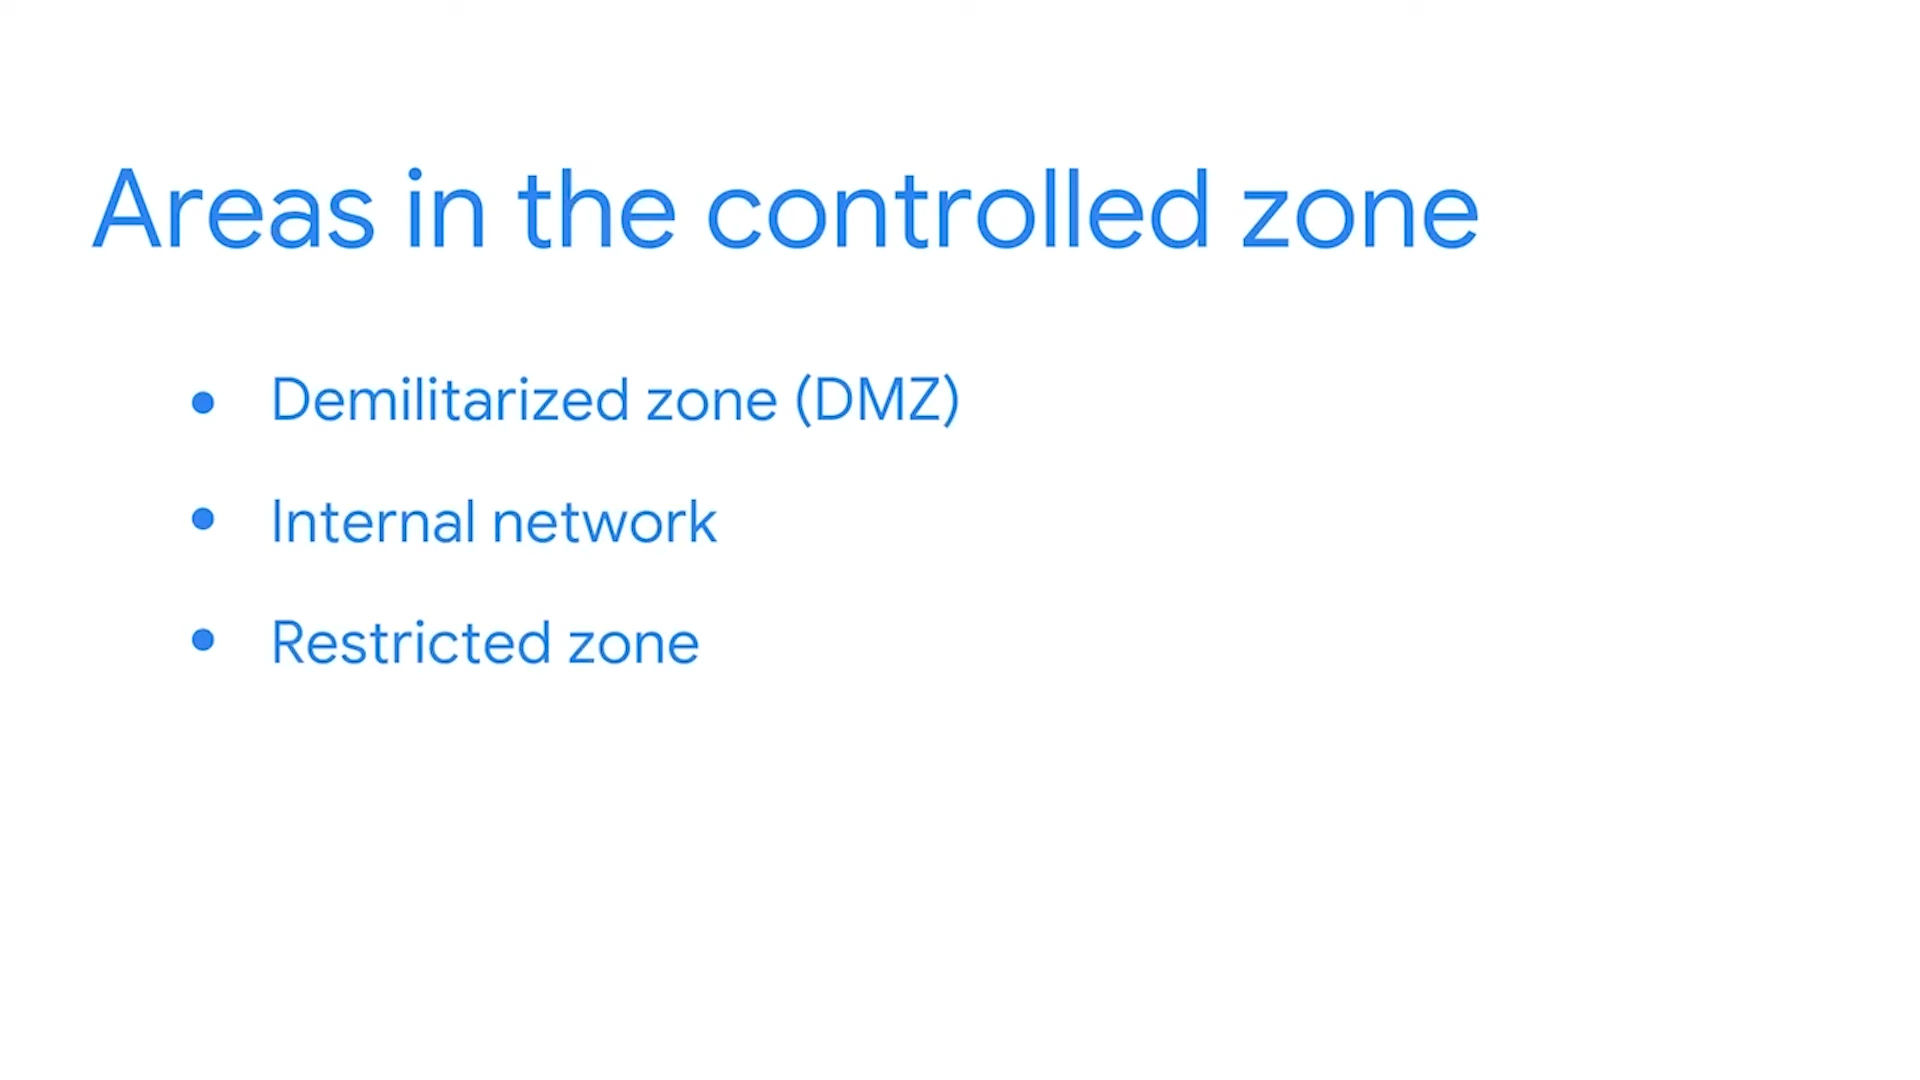 Areas in the controlled zone
• Demilitarized zone (DMZ)
• Internal network
• Restricted zone